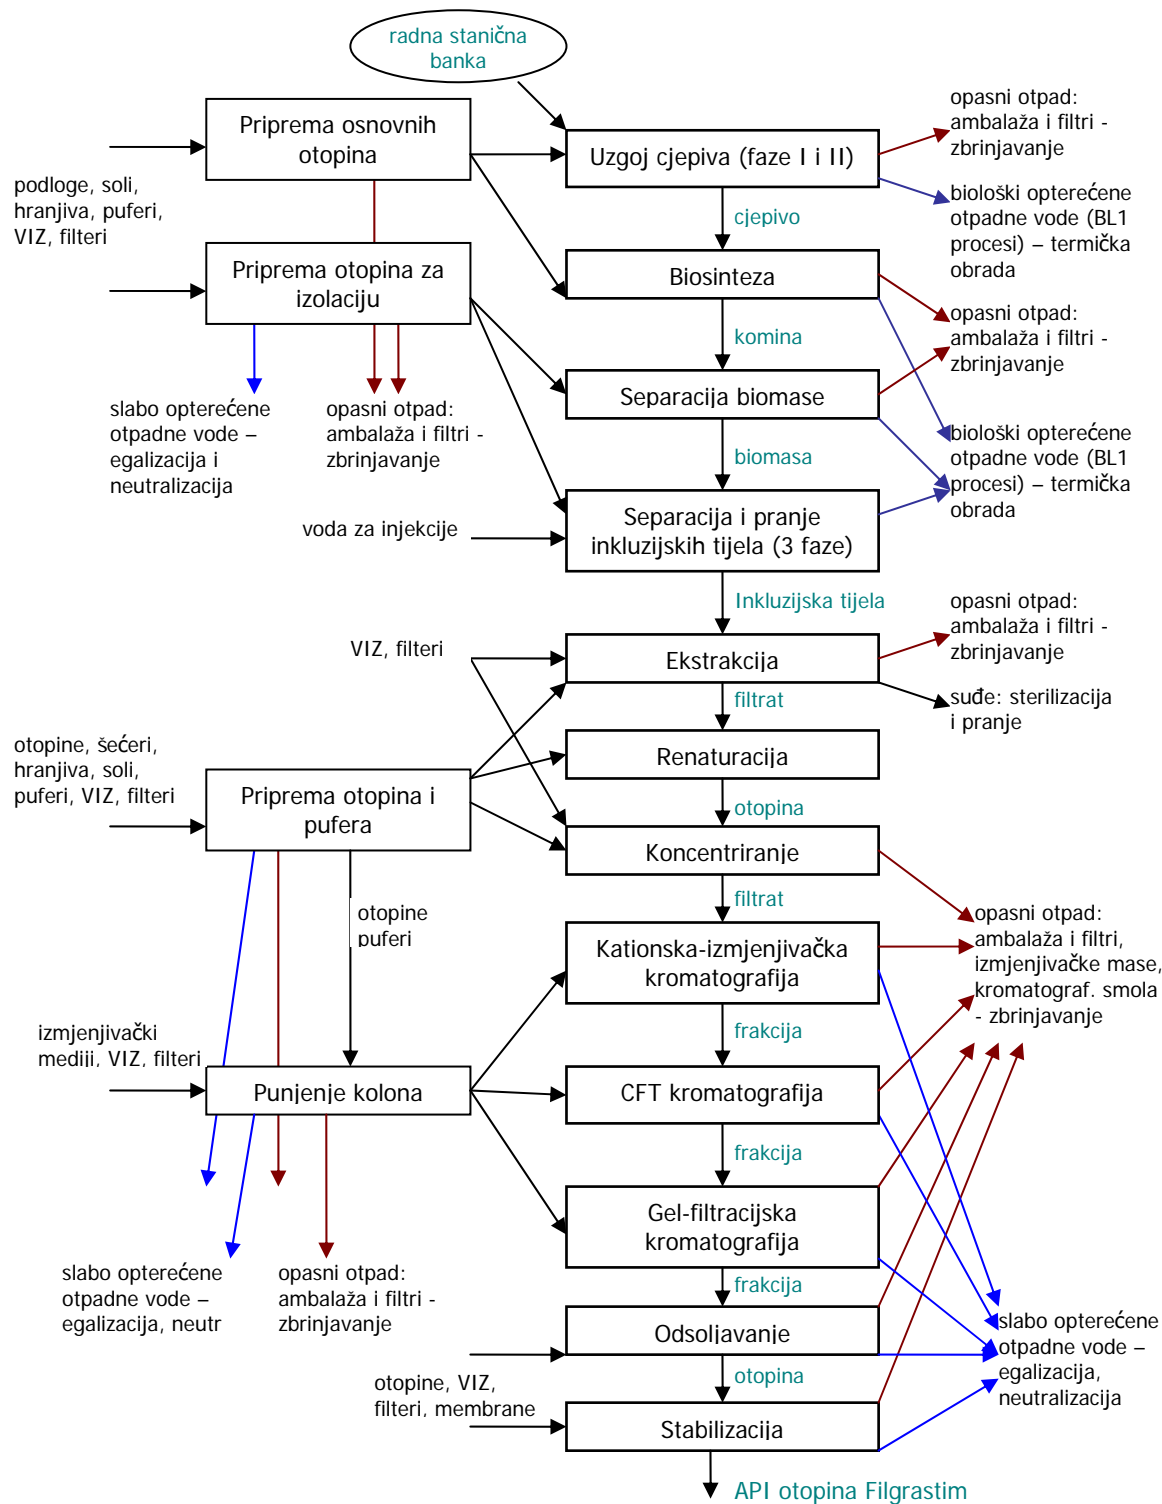 radna stanična
banka
Priprema osnovnih
otopina
Uzgoj cjepiva (faze I i II)
opasni otpad:
ambalaža i filtri -
zbrinjavanje
podloge, soli,
hranjiva, puferi,
VIZ, filteri
cjepivo
biološki opterećene
otpadne vode (BL1
procesi) – termička
obrada
Priprema otopina za
izolaciju
Biosinteza
komina
opasni otpad:
ambalaža i filtri -
zbrinjavanje
Separacija biomase
slabo opterećene
otpadne vode –
egalizacija i
neutralizacija
opasni otpad:
ambalaža i filtri -
zbrinjavanje
biomasa
biološki opterećene
otpadne vode (BL1
procesi) – termička
obrada
voda za injekcije
Separacija i pranje
inkluzijskih tijela (3 faze)
Inkluzijska tijela
opasni otpad:
ambalaža i filtri -
zbrinjavanje
VIZ, filteri
Ekstrakcija
filtrat
suđe: sterilizacija
i pranje
otopine, šećeri,
hranjiva, soli,
puferi, VIZ, filteri
Renaturacija
Priprema otopina i
pufera
otopina
Koncentriranje
filtrat
otopine
puferi
opasni otpad:
ambalaža i filtri,
izmjenjivačke mase,
kromatograf. smola
- zbrinjavanje
Kationska-izmjenjivačka
kromatografija
frakcija
izmjenjivački
mediji, VIZ, filteri
Punjenje kolona
CFT kromatografija
frakcija
Gel-filtracijska
kromatografija
slabo opterećene
otpadne vode –
egalizacija, neutr
opasni otpad:
ambalaža i filtri -
zbrinjavanje
frakcija
Odsoljavanje
slabo opterećene
otpadne vode –
egalizacija,
neutralizacija
otopina
otopine, VIZ,
filteri, membrane
Stabilizacija
API otopina Filgrastim